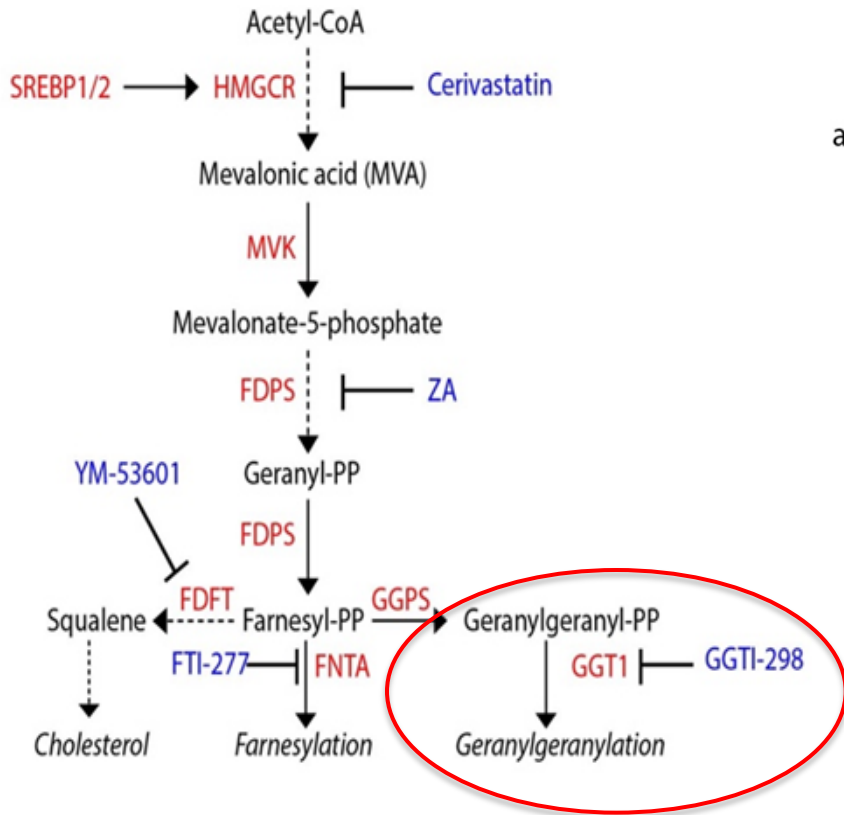 Acetyl-CoA
SREBP1/2 HMGCR Cerivastatin
a
Mevalonic acid (MVA)
MVK
Mevalonate-5-phosphate
FDPS ZA
YM-53601 Geranyl-PP
FDPS
FDFT GGPS
Squalene Farnesyl-PP Geranylgeranyl-PP
FTI-277 FNTA GGT1 GGTI-298
Cholesterol Farnesylation Geranylgeranylation